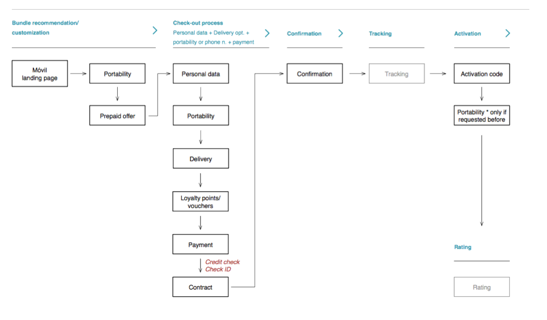 Bundle recommendation/
customization
Check-out process
Personal data + Delivery opt. +
portability or phone n. + payment
Confirmation
Tracking
Activation
Móvil
landing page
Portability
Prepaid offer
Personal data
Portability
Delivery
Loyalty points/
vouchers
Payment
Credit check
Check ID
Contract
Confirmation
Tracking
Activation code
Portability * only if
requested before
Rating
Rating